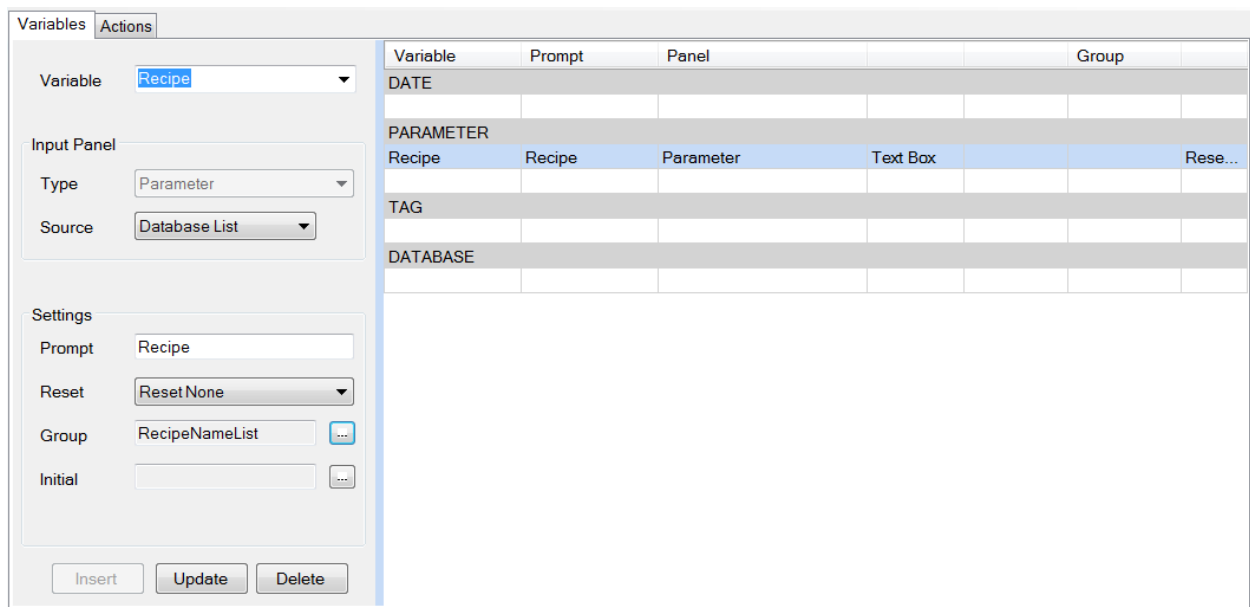 Variables Actions
Variable Recipe
Input Panel
Type Parameter
Source Database List
Settings
Prompt Recipe
Reset Reset None
Group RecipeNameList ...
Initial ...
Insert Update Delete
Variable Prompt Panel Group
DATE
PARAMETER
Recipe Recipe Parameter Text Box Rese...
TAG
DATABASE